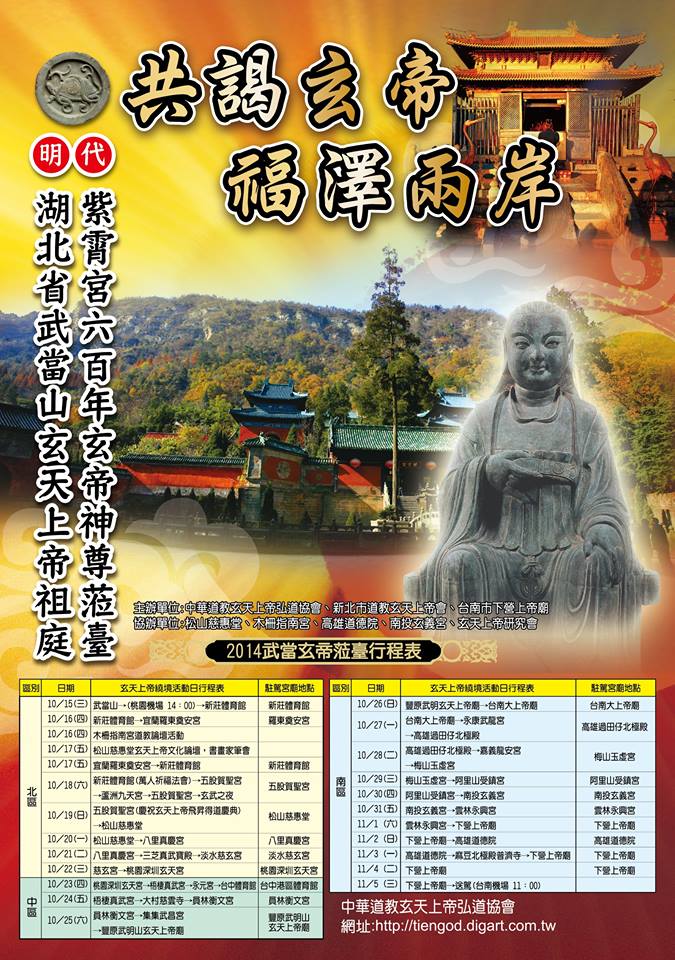 共謁玄帝
福澤兩岸
明代
紫霄宮六百年玄帝神尊蒞臺
湖北省武當山玄天上帝祖庭
主辦單位:中華道教玄天上帝弘道協會、新北市道教玄天上帝會、台南市下營上帝廟
協辦單位:松山慈惠堂、木柵指南宮、高雄道德院、南投玄義宮、玄天上帝研究會
2014武當玄帝蒞臺行程表
區別 日期 玄天上帝繞境活動日行程表 駐駕宮廟地點
北區
10/15(三) 武當山→(桃園機場 14:00)→新莊體育館 新莊體育館
10/16(四) 新莊體育館→宜蘭羅東奠安宮 羅東奠安宮
10/16(四) 木柵指南宮道教論壇活動
10/17(五) 松山慈惠堂玄天上帝文化論壇,書畫家筆會
10/17(五) 宜蘭羅東奠安宮→新莊體育館 新莊體育館
10/18(六) 新莊體育館(萬人祈福法會)→五股賀聖宮
→蘆洲九天宮→五股賀聖宮→玄武之夜 五股賀聖宮
10/19(日) 五股賀聖宮(慶祝玄天上帝飛昇得道慶典)
→松山慈惠堂 松山慈惠堂
10/20(一) 松山慈惠堂→八里真慶宮 八里真慶宮
10/21(二) 八里真慶宮→三芝真武寶殿→淡水慈玄宮 淡水慈玄宮
10/22(三) 慈玄宮→桃園深圳玄天宮 桃園深圳玄天宮
中區
10/23(四) 桃園深圳玄天宮→梧棲真武宮→永元宮→台中體育館 台中港區體育館
10/24(五) 梧棲真武宮→大村慈雲寺→員林衡文宮 員林衡文宮
10/25(六) 員林衡文宮→集集武昌宮
→豐原武明山玄天上帝廟 豐原武明山
玄天上帝廟
區別 日期 玄天上帝繞境活動日行程表 駐駕宮廟地點
南區
10/26(日) 豐原武明玄天上帝廟→台南大上帝廟 台南大上帝廟
10/27(一) 台南大上帝廟→永康武龍宮
→高雄過田仔北極殿 高雄過田仔北極殿
10/28(二) 高雄過田仔北極殿→嘉義龍安宮
→梅山玉虛宮 梅山玉虛宮
10/29(三) 梅山玉虛宮→阿里山受鎮宮 阿里山受鎮宮
10/30(四) 阿里山受鎮宮→南投玄義宮 南投玄義宮
10/31(五) 南投玄義宮→雲林永興宮 雲林永興宮
11/1 (六) 雲林永興宮→下營上帝廟 下營上帝廟
11/2 (日) 下營上帝廟→高雄道德院 高雄道德院
11/3 (一) 高雄道德院→麻豆北極殿普濟寺→下營上帝廟 下營上帝廟
11/4 (二) 下營上帝廟 下營上帝廟
11/5 (三) 下營上帝廟→送駕(台南機場 11:00)
中華道教玄天上帝弘道協會
網址:http://tiengod.digart.com.tw